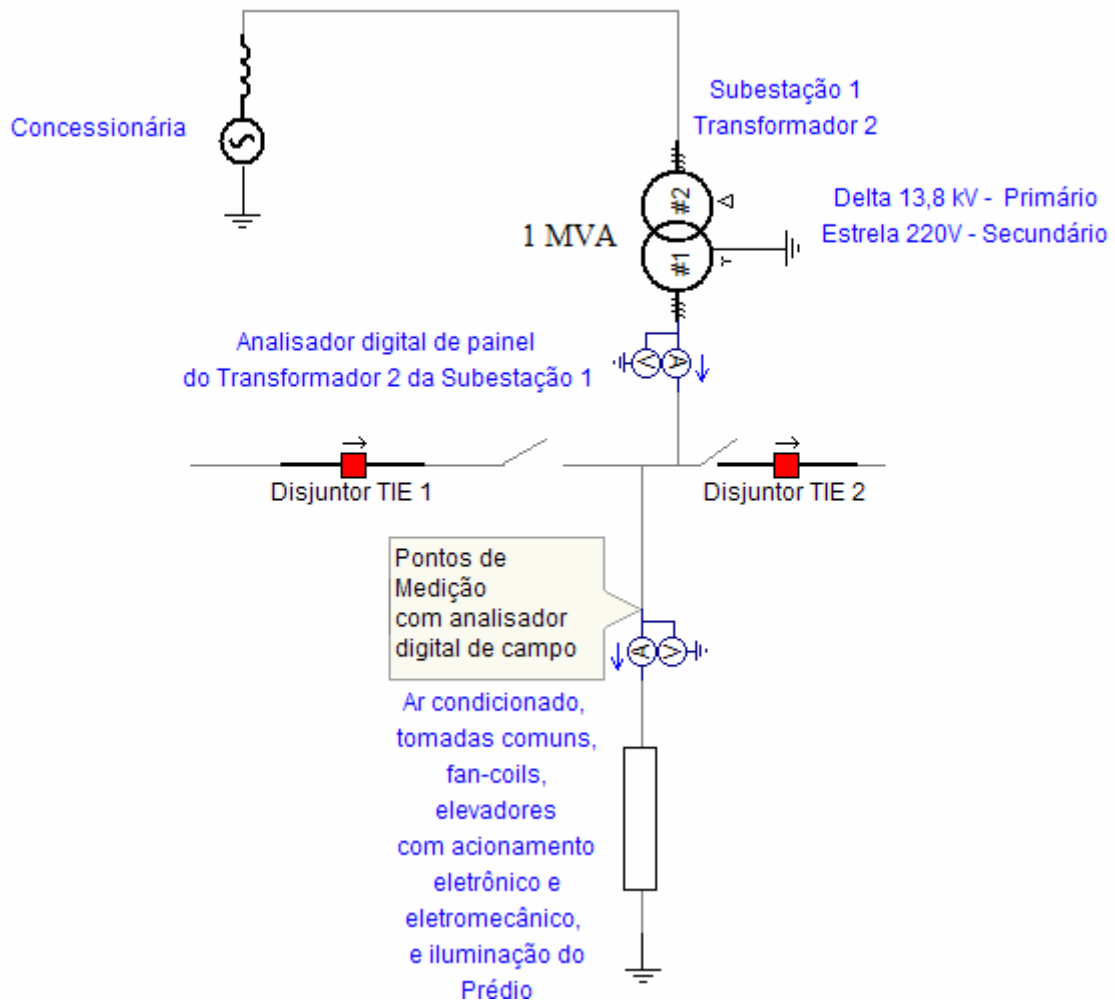 Concessionária
Subestação 1
Transformador 2
#2
#1
1 MVA
Delta 13,8 kV - Primário
Estrela 220V - Secundário
Analisador digital de painel
do Transformador 2 da Subestação 1
V
A
Disjuntor TIE 1
Disjuntor TIE 2
Pontos de
Medição
com analisador
digital de campo
A
V
Ar condicionado,
tomadas comuns,
fan-coils,
elevadores
com acionamento
eletrônico e
eletromecânico,
e iluminação do
Prédio